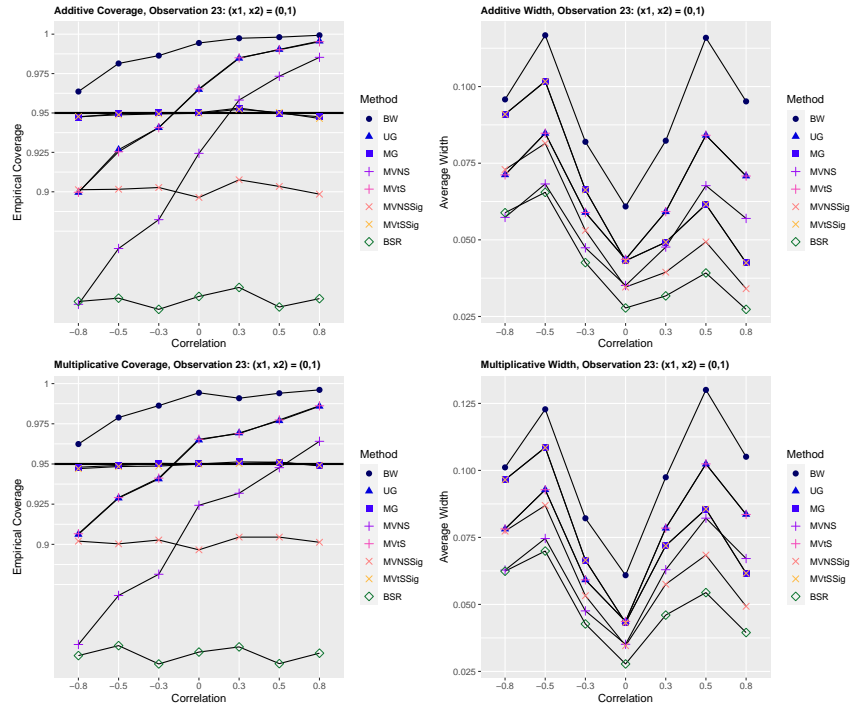 Additive Coverage, Observation 23: (x1, x2) = (0,1)
1
0.975
0.95
0.925
0.9
Empirical Coverage
−0.8 −0.5 −0.3 0 0.3 0.5 0.8
Correlation
Method
BW
UG
MG
MVNS
MVtS
MVNSSig
MVtSSig
BSR
Additive Width, Observation 23: (x1, x2) = (0,1)
0.100
0.075
0.050
0.025
Average Width
−0.8 −0.5 −0.3 0 0.3 0.5 0.8
Correlation
Method
BW
UG
MG
MVNS
MVtS
MVNSSig
MVtSSig
BSR
Multiplicative Coverage, Observation 23: (x1, x2) = (0,1)
1
0.975
0.95
0.925
0.9
Empirical Coverage
−0.8 −0.5 −0.3 0 0.3 0.5 0.8
Correlation
Method
BW
UG
MG
MVNS
MVtS
MVNSSig
MVtSSig
BSR
Multiplicative Width, Observation 23: (x1, x2) = (0,1)
0.125
0.100
0.075
0.050
0.025
Average Width
−0.8 −0.5 −0.3 0 0.3 0.5 0.8
Correlation
Method
BW
UG
MG
MVNS
MVtS
MVNSSig
MVtSSig
BSR